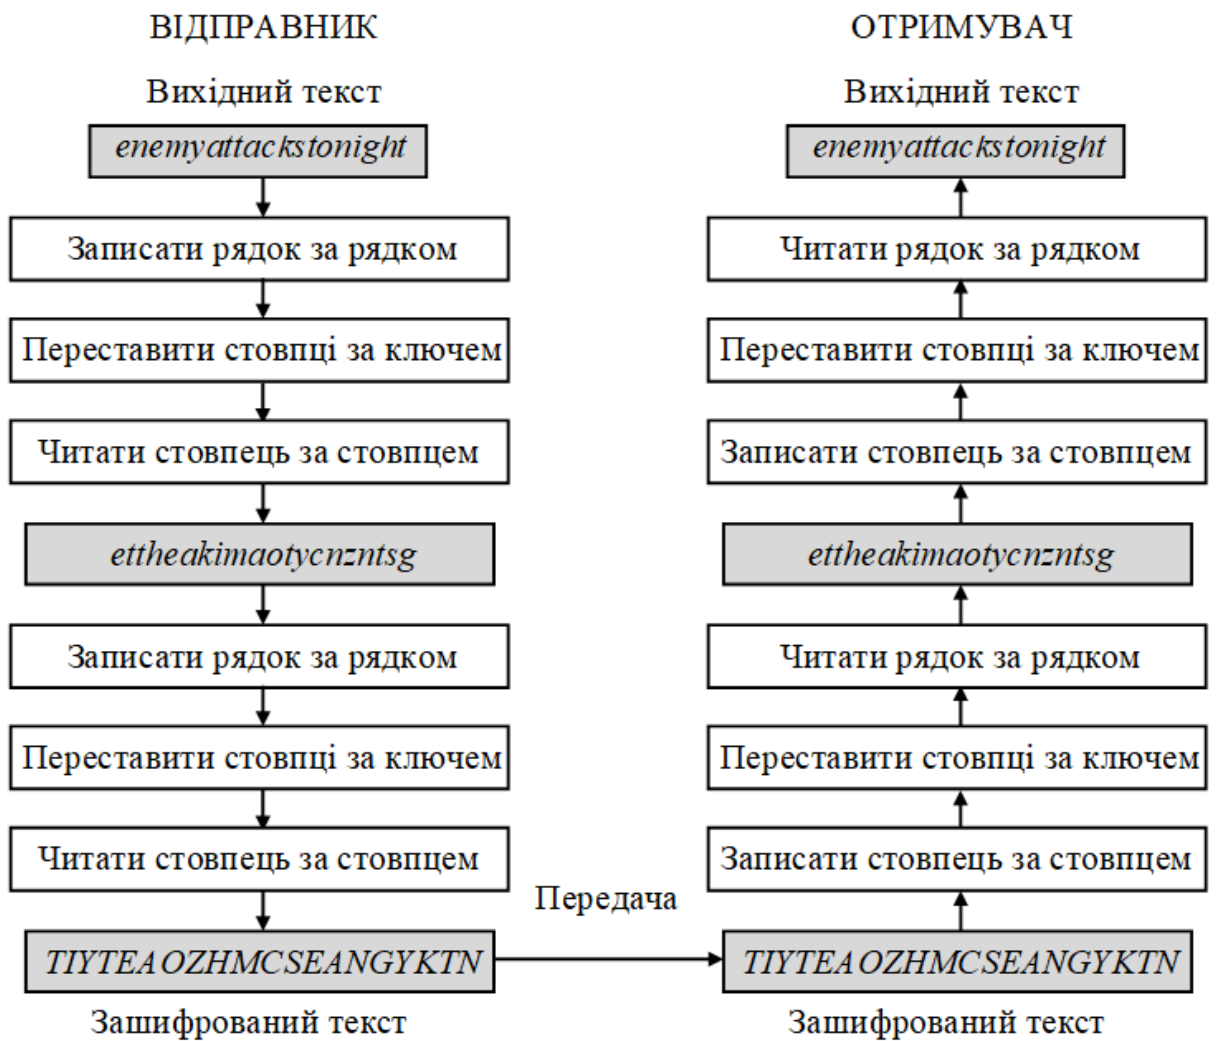 ВІДПРАВНИК
Вихідний текст
enemyattackstonight
Записати рядок за рядком
Переставити стовпці за ключем
Читати стовпець за стовпцем
ettheakimaotycnzntsg
Записати рядок за рядком
Переставити стовпці за ключем
Читати стовпець за стовпцем
TIYTEAOZHMCSEANGYKTN
Зашифрований текст
Передача
ОТРИМУВАЧ
Вихідний текст
enemyattackstonight
Читати рядок за рядком
Переставити стовпці за ключем
Записати стовпець за стовпцем
ettheakimaotycnzntsg
Читати рядок за рядком
Переставити стовпці за ключем
Записати стовпець за стовпцем
TIYTEAOZHMCSEANGYKTN
Зашифрований текст